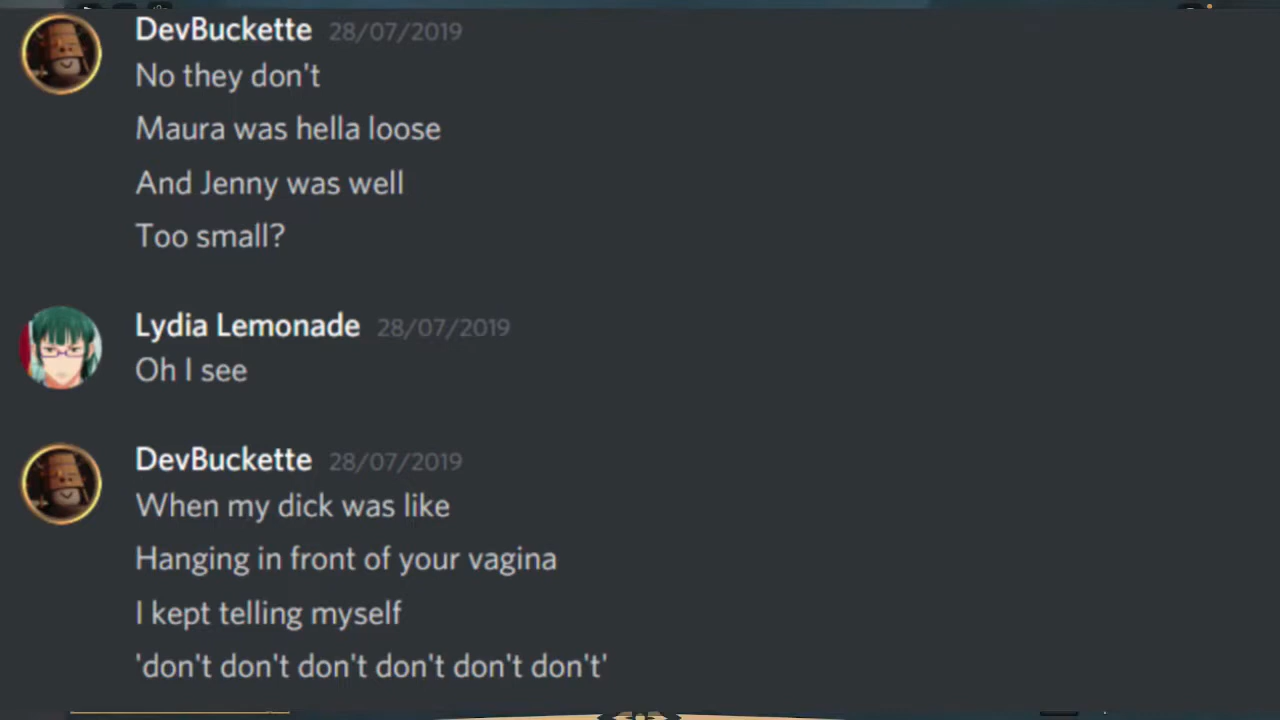 DevBuckette 28/07/2019
No they don't
Maura was hella loose
And Jenny was well
Too small?
Lydia Lemonade 28/07/2019
Oh I see
DevBuckette 28/07/2019
When my dick was like
Hanging in front of your vagina
I kept telling myself
'don't don't don't don't don't don't'